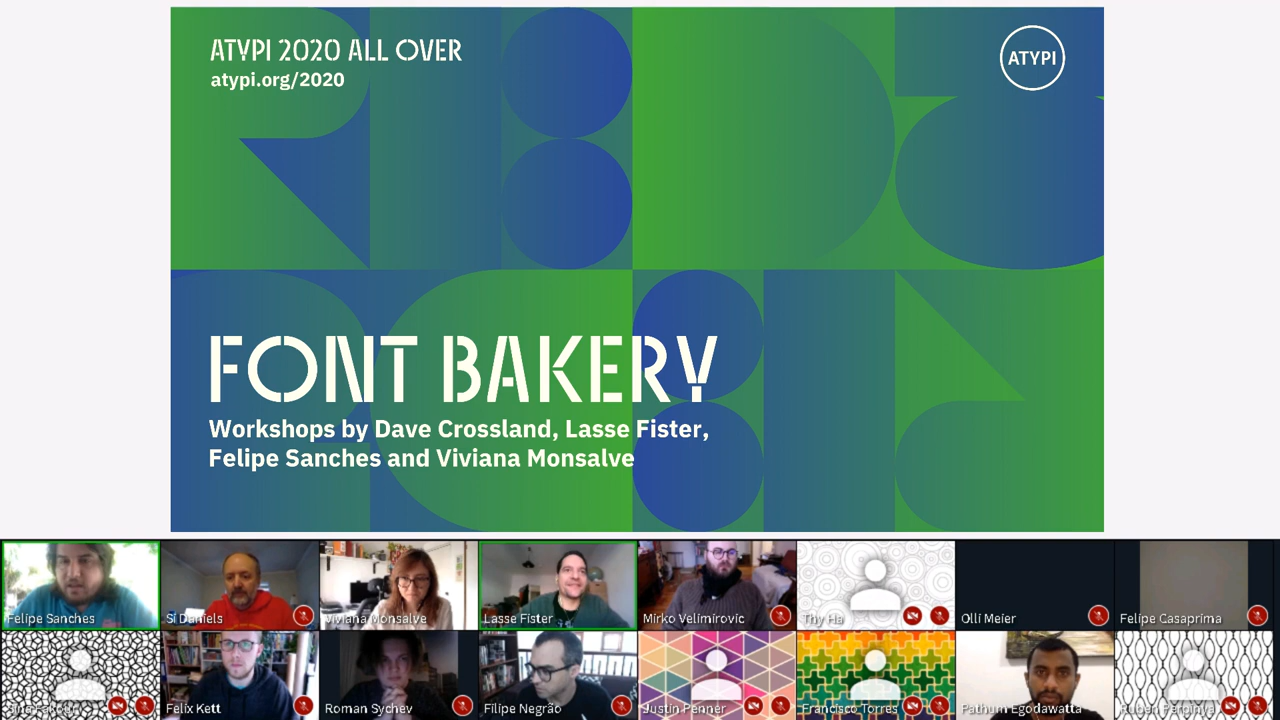 ATYPI 2020 ALL OVER
atypi.org/2020
ATYPI
FONT BAKERY
Workshops by Dave Crossland, Lasse Fister,
Felipe Sanches and Viviana Monsalve
Felipe Sanches
Si Daniels
Viviana Monsalve
Lasse Fister
Mirko Velimirovic
Thy Ha
Olli Meier
Felipe Casaprima
Felix Kett
Roman Sychev
Filipe Negrão
Justin Penner
Francisco Torres
Pathum Egodawatta